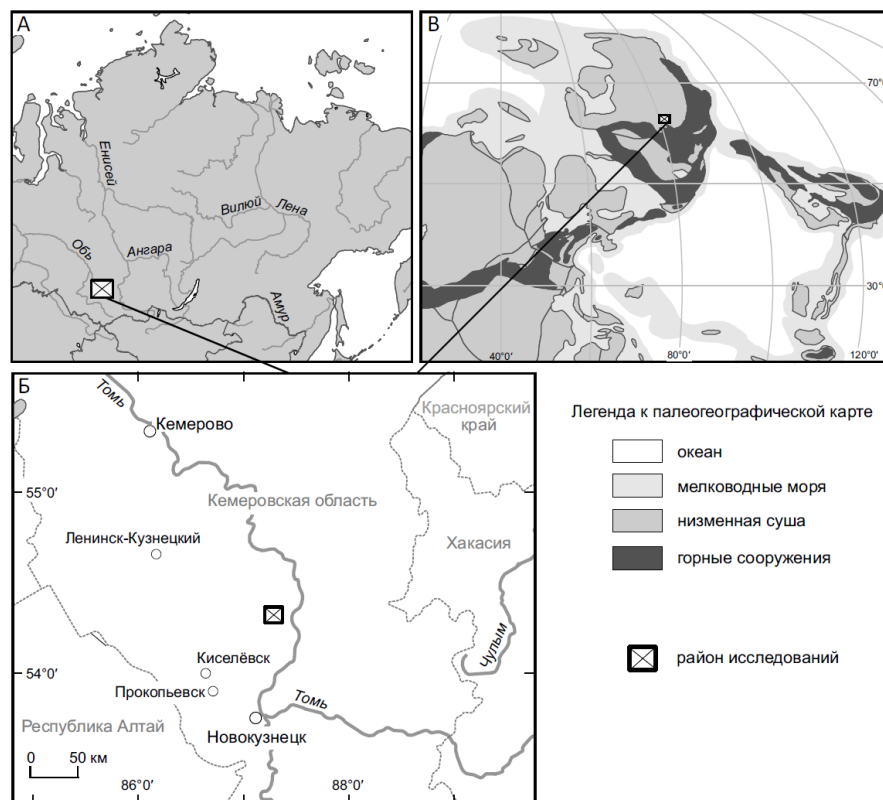 А
Енисей
Обь
Ангара
Вилюй
Лена
Амур
В
70°
30°
40°0'
80°0'
120°0'
Б
Томь
Кемерово
Красноярский
край
55°0'
Кемеровская область
Ленинск-Кузнецкий
Хакасия
54°0'
Киселёвск
Прокопьевск
Чулым
Томь
Республика Алтай
Новокузнецк
0 50 км
86°0'
88°0'
Легенда к палеогеографической карте
океан
мелководные моря
низменная суша
горные сооружения
район исследований